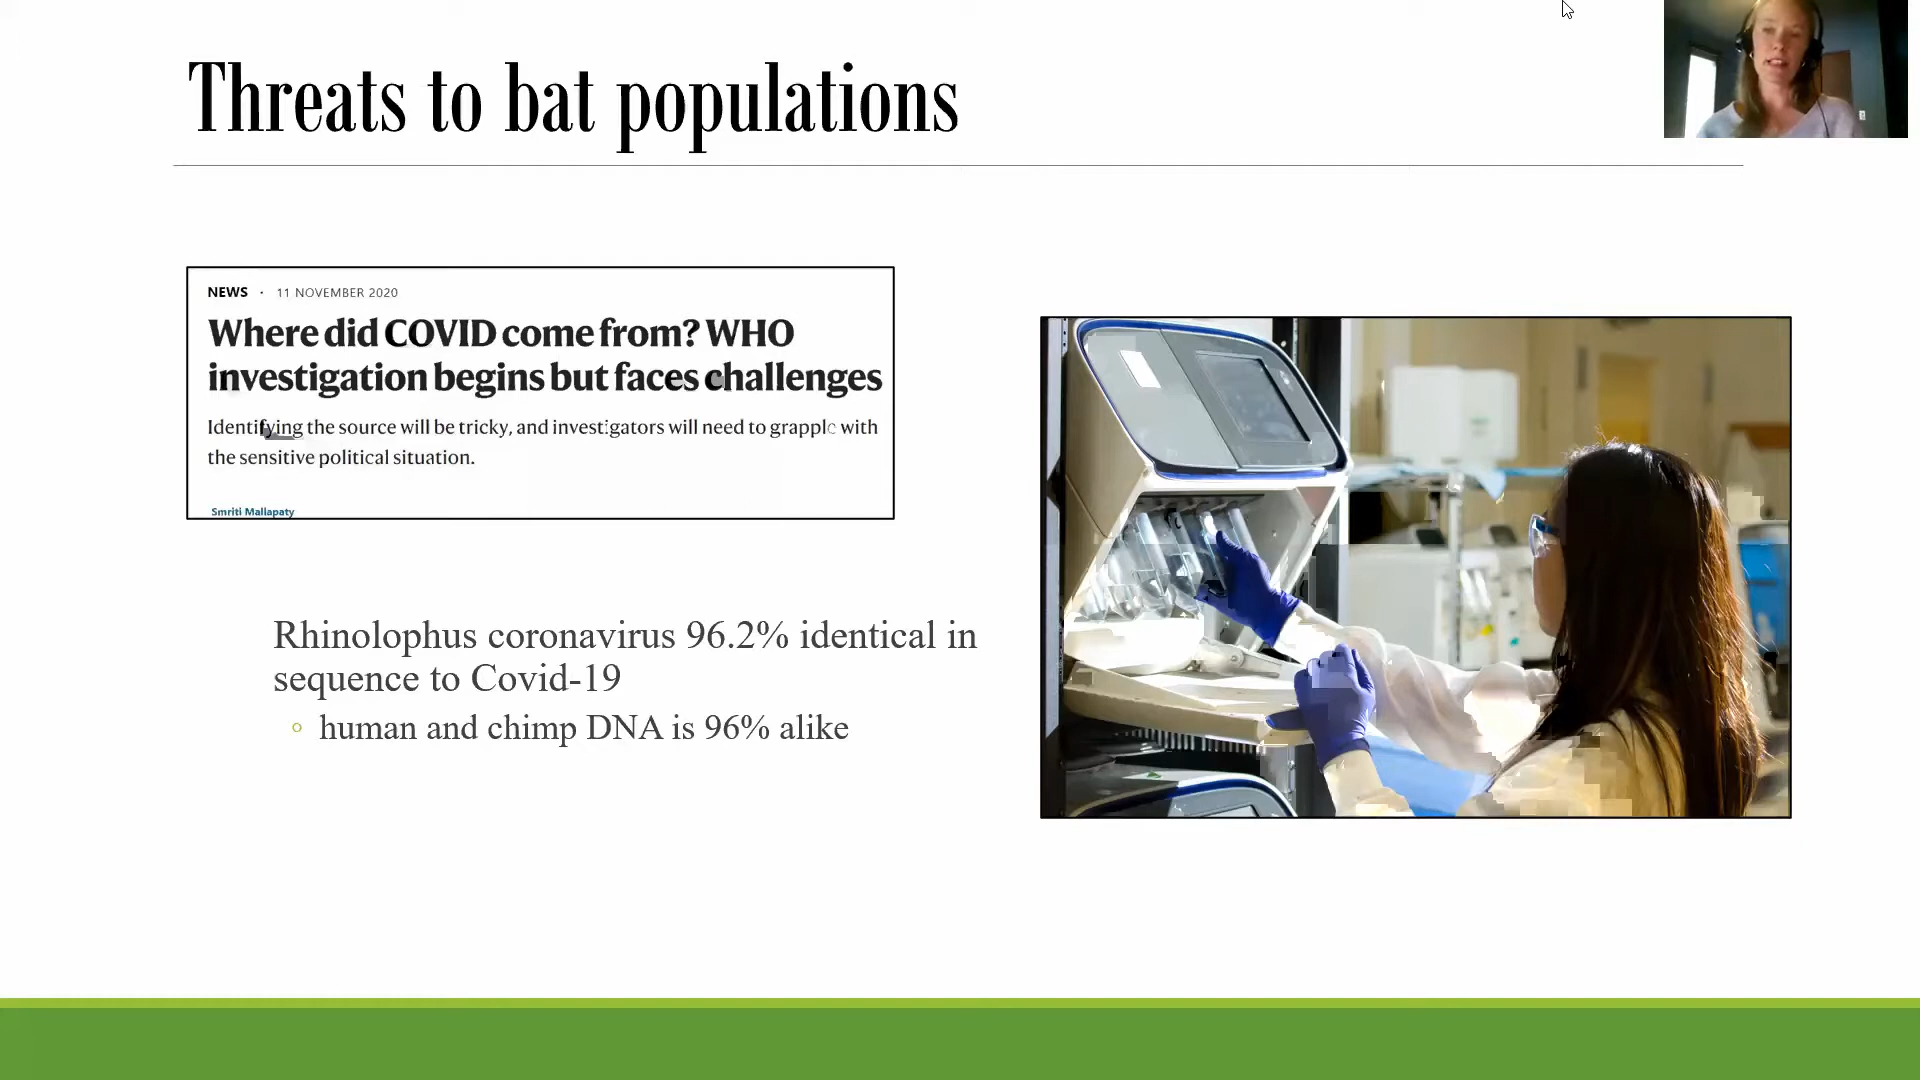 Threats to bat populations
NEWS · 11 NOVEMBER 2020
Where did COVID come from? WHO
investigation begins but faces challenges
Identifying the source will be tricky, and investigators will need to grapple with
the sensitive political situation.
Smriti Mallapaty
Rhinolophus coronavirus 96.2% identical in
sequence to Covid-19
human and chimp DNA is 96% alike